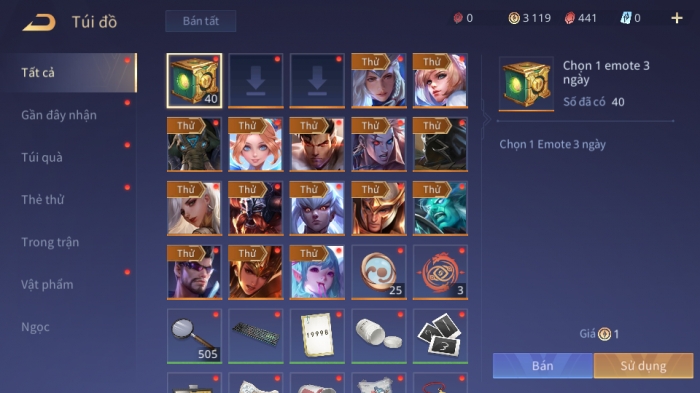 Túi đồ
Bán tất
0
3 119
441
0
+
Tất cả
Gần đây nhận
Túi quà
Thẻ thử
Trong trận
Vật phẩm
Ngọc
40
Thử
Thử
Thử
Thử
Thử
Thử
Thử
Thử
Thử
Thử
Thử
Thử
Thử
Thử
25
3
505
19998
3
Chọn 1 emote 3
ngày
Số đã có 40
Chọn 1 Emote 3 ngày
Giá 1
Bán
Sử dụng